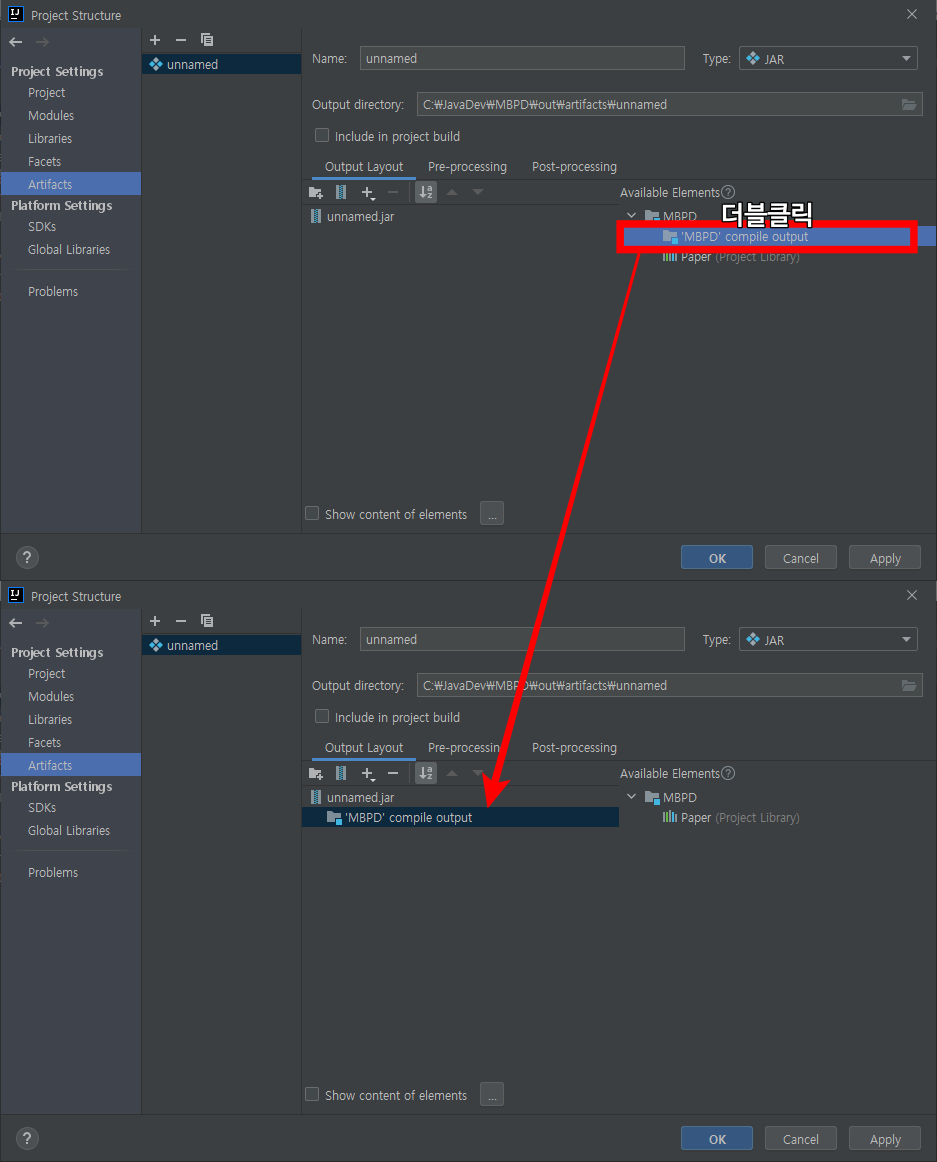 Project Structure
Project Settings
unnamed
Name: unnamed Type: JAR
Project
Modules
Output directory: C:₩JavaDev₩MBPD₩out₩artifacts₩unnamed
Libraries
Include in project build
Facets
Output Layout Pre-processing Post-processing
Artifacts
Available Elements ?
Platform Settings
unnamed.jar MBPD
더블클릭
SDKs
'MBPD' compile output
Global Libraries
Paper (Project Library)
Problems
Show content of elements ...
? OK Cancel Apply
Project Structure
Project Settings
unnamed
Name: unnamed Type: JAR
Project
Modules
Output directory: C:₩JavaDev₩MBPD₩out₩artifacts₩unnamed
Libraries
Include in project build
Facets
Output Layout Pre-processing Post-processing
Artifacts
Available Elements ?
Platform Settings
unnamed.jar MBPD
SDKs
'MBPD' compile output Paper (Project Library)
Global Libraries
Problems
Show content of elements ...
? OK Cancel Apply